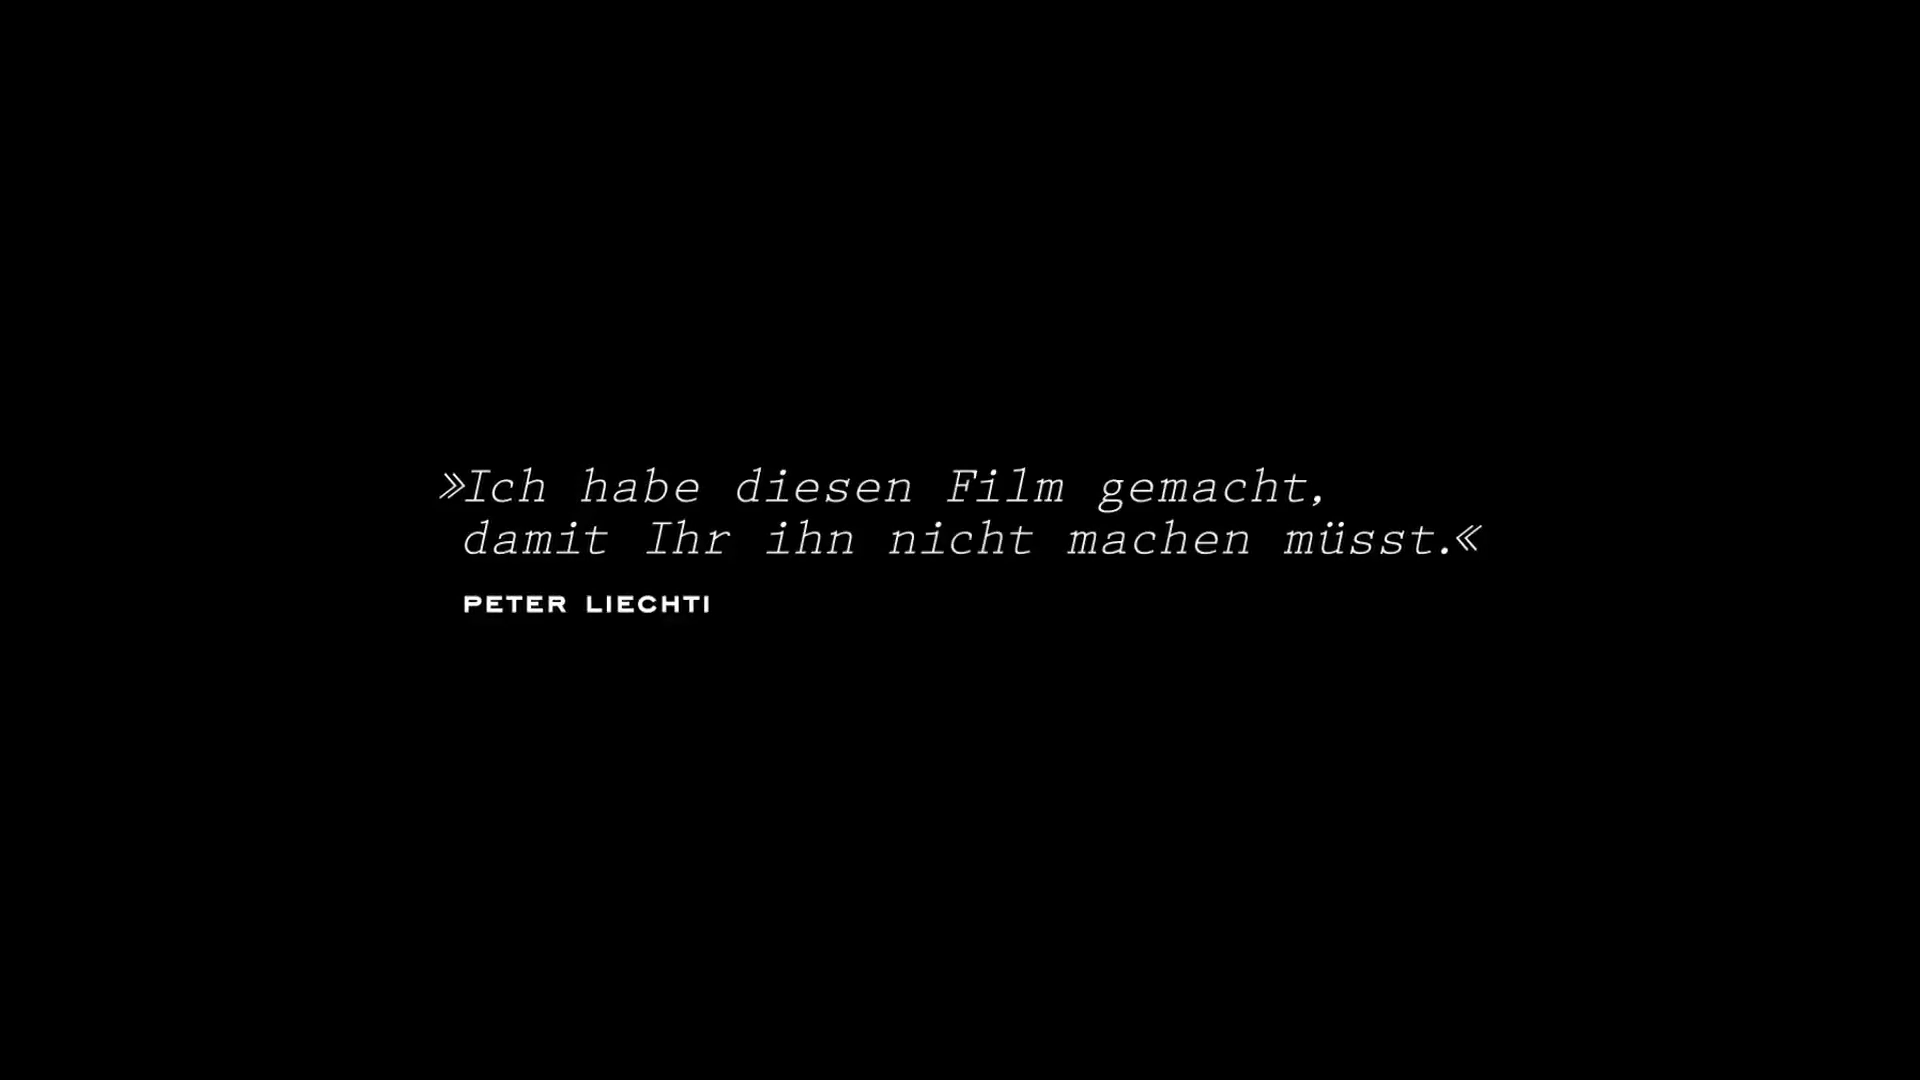 »Ich habe diesen Film gemacht,
damit Ihr ihn nicht machen müsst.«
PETER LIECHTI